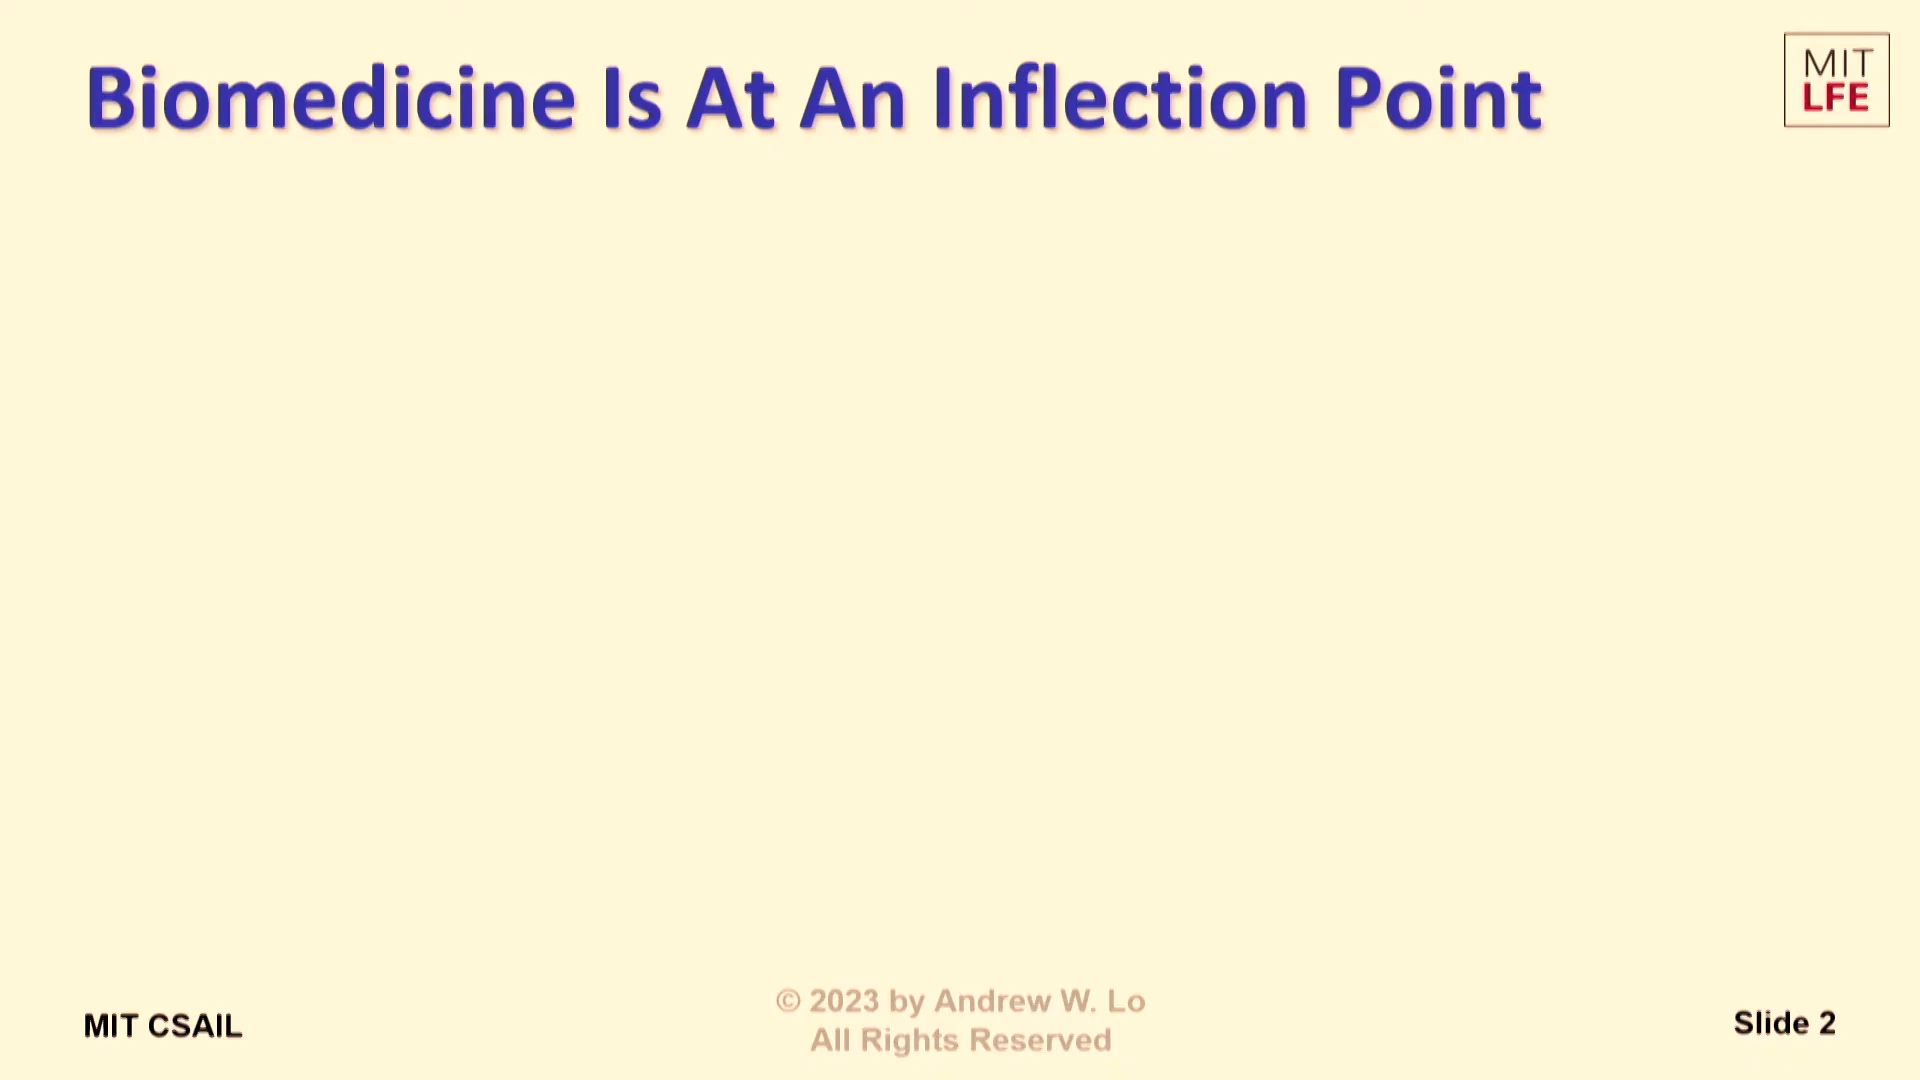 Biomedicine Is At An Inflection Point
MIT
LFE
© 2023 by Andrew W. Lo
All Rights Reserved
MIT CSAIL
Slide 2